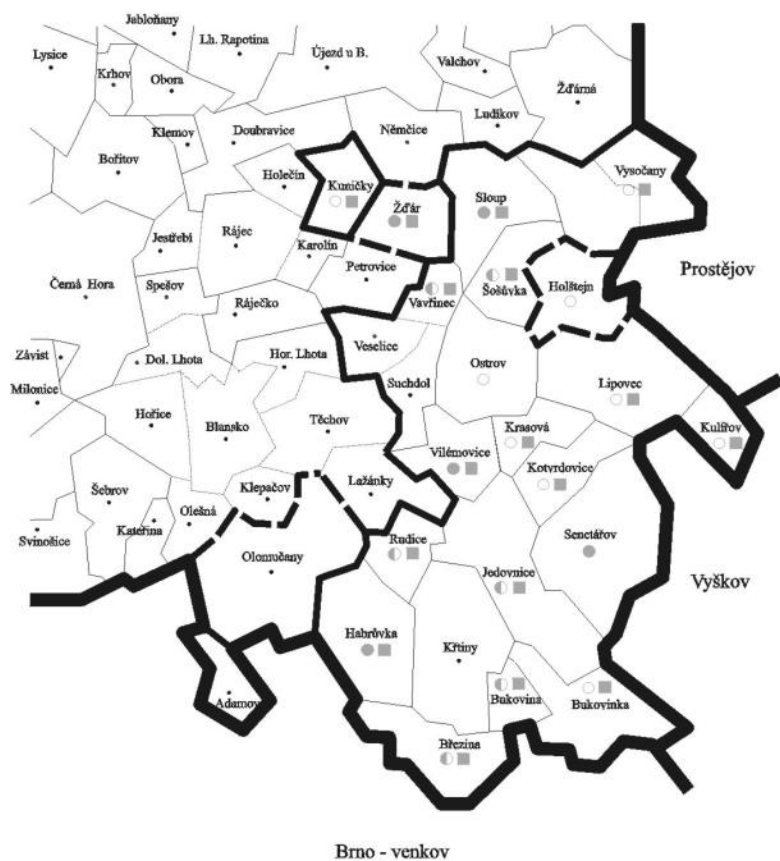 Jabloňany
Lysice
Lh. Rapotina
Újezd u B.
Valchov
Krhov
Obora
Žďárná
Klemov
Doubravice
Němčice
Ludíkov
Bořitov
Holečín
Kuničky
Žďár
Sloup
Vysočany
Jestřebí
Rájec
Karolín
Petrovice
Vavřinec
Šošůvka
Holštejn
Prostějov
Černá Hora
Spešov
Ráječko
Veselice
Závist
Dol. Lhota
Hor. Lhota
Ostrov
Milonice
Suchdol
Lipovec
Hořice
Blansko
Těchov
Krasová
Kulířov
Vilémovice
Kotvrdovice
Šebrov
Klepačov
Lažánky
Olešná
Kateřina
Svinošice
Rudice
Senctářov
Olomučany
Jedovnice
Vyškov
Habrůvka
Křtiny
Adamov
Bukovina
Bukovinka
Březina
Brno - venkov